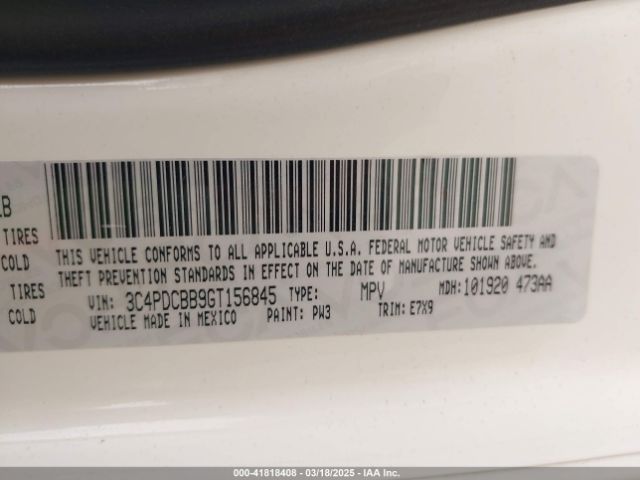 LB
TIRES
COLD
TIRES
COLD
THIS VEHICLE CONFORMS TO ALL APPLICABLE U.S.A. FEDERAL MOTOR VEHICLE SAFETY AND
THEFT PREVENTION STANDARDS IN EFFECT ON THE DATE OF MANUFACTURE SHOWN ABOVE.
VIN: 3C4PDCBB9GT156845 TYPE: MPV MDH: 101920 473AA
VEHICLE MADE IN MEXICO PAINT: PW3 TRIM: E7X9
000-41818408 - 03/18/2025 - IAA Inc.